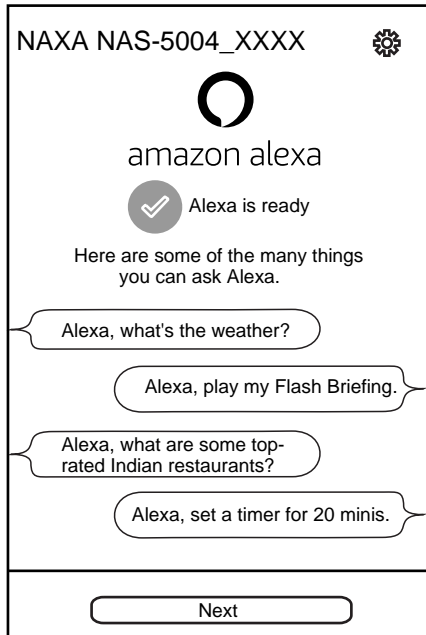 NAXA NAS-5004_XXXX
amazon alexa
Alexa is ready
Here are some of the many things
you can ask Alexa.
Alexa, what's the weather?
Alexa, play my Flash Briefing.
Alexa, what are some top-
rated Indian restaurants?
Alexa, set a timer for 20 minis.
Next